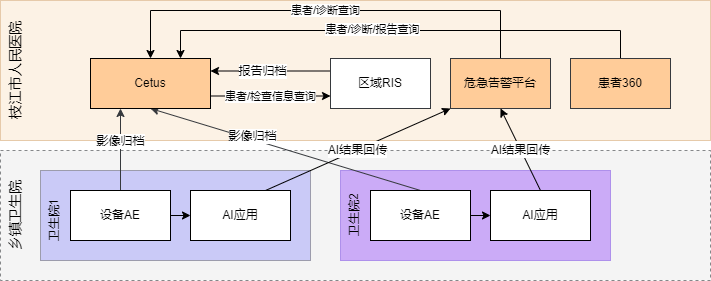 患者/诊断查询
患者/诊断/报告查询
枝江市人民医院
Cetus
报告归档
患者/检查信息查询
区域RIS
危急告警平台
患者360
影像归档
影像归档
AI结果回传
AI结果回传
乡镇卫生院
卫生院1
设备AE
AI应用
卫生院2
设备AE
AI应用